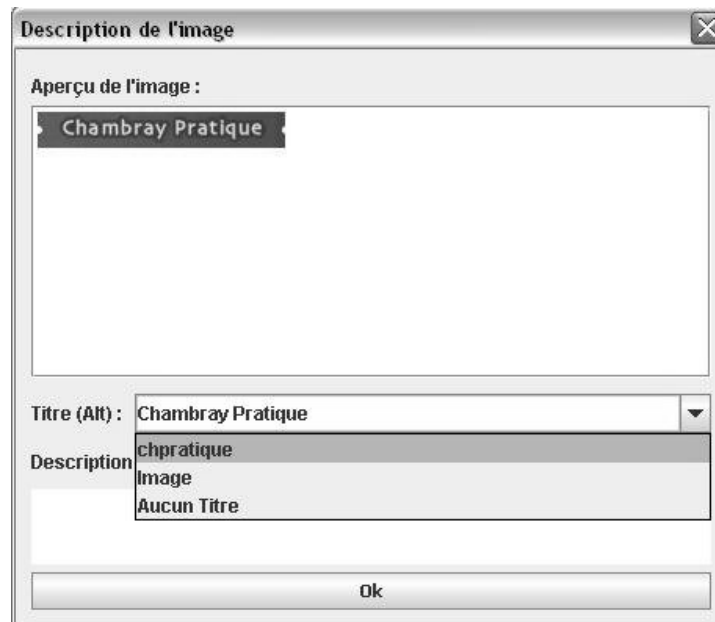 Description de l'image
Aperçu de l'image :
Chambray Pratique
Titre (Alt) : Chambray Pratique
chpratique
Description
Image
Aucun Titre
Ok